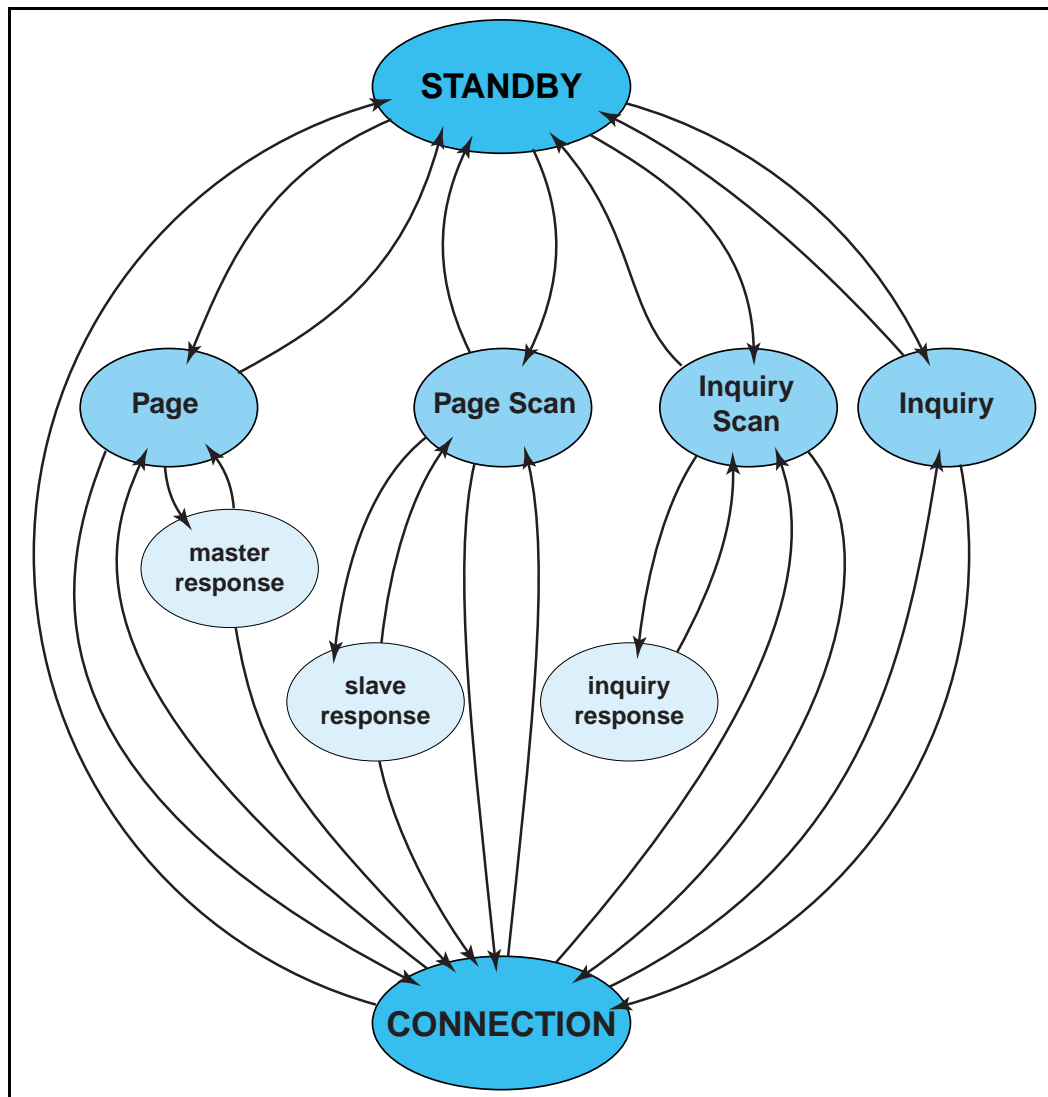 STANDBY
Page
Page Scan
Inquiry
Scan
Inquiry
master
response
slave
response
inquiry
response
CONNECTION